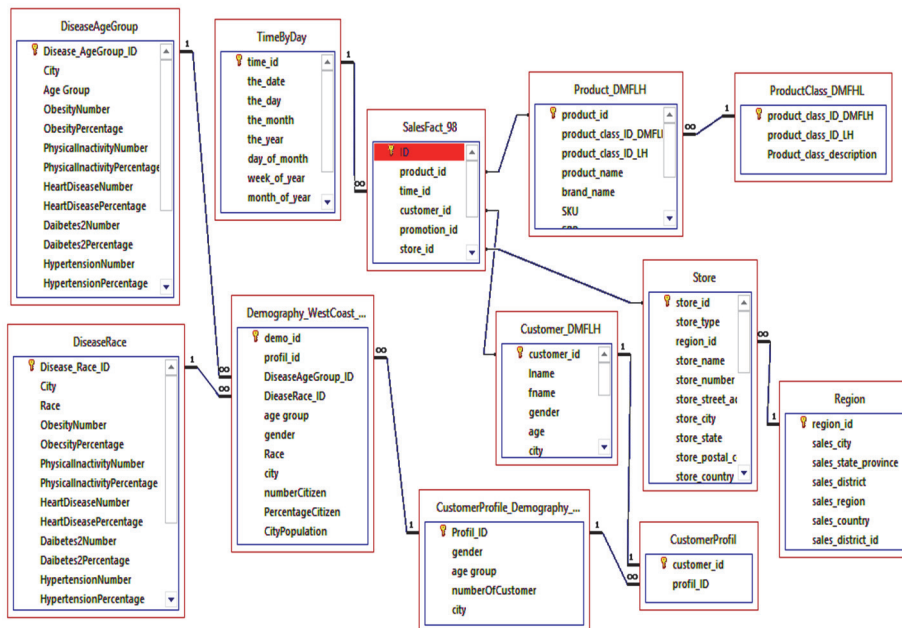 DiseaseAgeGroup
Disease_AgeGroup_ID
City
Age Group
ObesityNumber
ObesityPercentage
PhysicalInactivityNumber
PhysicalInactivityPercentage
HeartDiseaseNumber
HeartDiseasePercentage
Daibetes2Number
Daibetes2Percentage
HypertensionNumber
HypertensionPercentage
1
TimeByDay
time_id
the_date
the_day
the_month
the_year
day_of_month
week_of_year
month_of_year
1
∞
SalesFact_98
ID
product_id
time_id
customer_id
promotion_id
store_id
Product_DMFLH
product_id
product_class_ID_DMFL
product_class_ID_LH
product_name
brand_name
SKU
∞
1
ProductClass_DMFHL
product_class_ID_DMFLH
product_class_ID_LH
Product_class_description
DiseaseRace
Disease_Race_ID
City
Race
ObesityNumber
ObecsityPercentage
PhysicalInactivityNumber
PhysicalInactivityPercentage
HeartDiseaseNumber
HeartDiseasePercentage
Daibetes2Number
Daibetes2Percentage
HypertensionNumber
HypertensionPercentage
1
∞
∞
Demography_WestCoast_...
demo_id
profil_id
DiseaseAgeGroup_ID
DieaseRace_ID
age group
gender
Race
city
numberCitizen
PercentageCitizen
CityPopulation
∞
1
Customer_DMFLH
customer_id
lname
fname
gender
age
city
1
Store
store_id
store_type
region_id
store_name
store_number
store_street_ac
store_city
store_state
store_postal_c
store_country
∞
1
Region
region_id
sales_city
sales_state_province
sales_district
sales_region
sales_country
sales_district_id
CustomerProfile_Demography_...
Profil_ID
gender
age group
numberOfCustomer
city
1
1
∞
CustomerProfil
customer_id
profil_ID